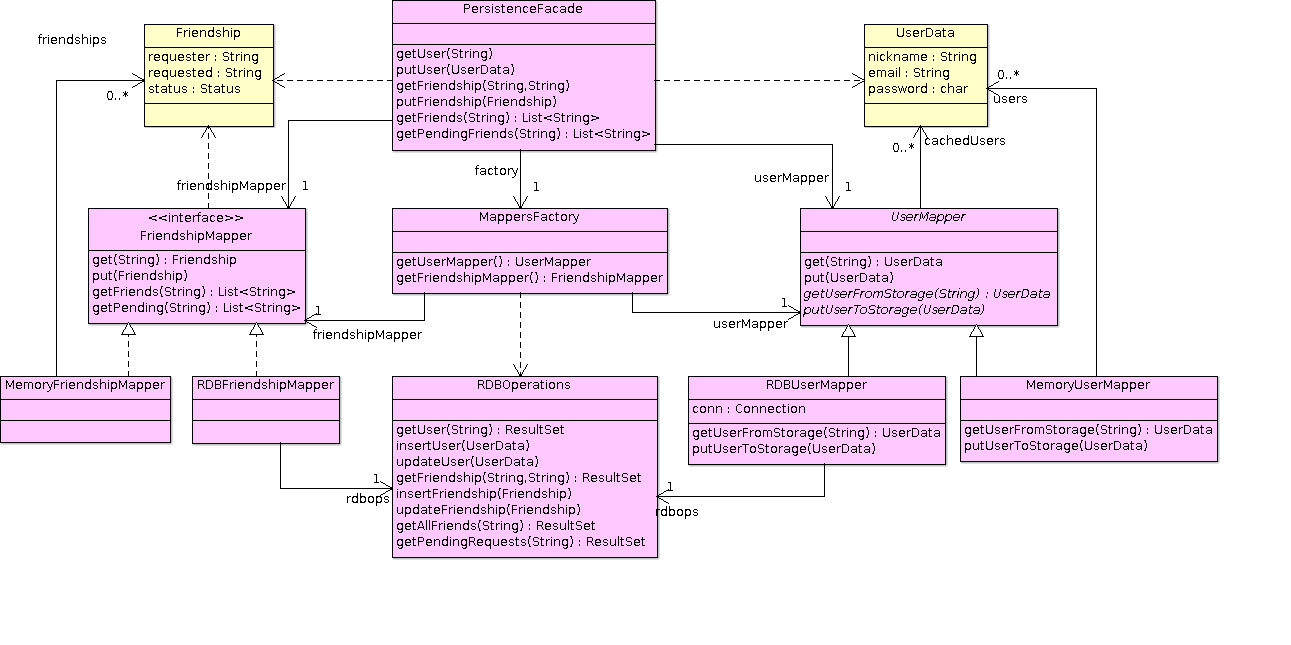 PersistenceFacade
getUser(String)
putUser(UserData)
getFriendship(String,String)
putFriendship(Friendship)
getFriends(String) : List<String>
getPendingFriends(String) : List<String>
friendships
0..*
Friendship
requester : String
requested : String
status : Status
UserData
nickname : String
email : String
password : char
0..*
users
cachedUsers
0..*
friendshipMapper
1
factory
1
userMapper
1
<<interface>>
FriendshipMapper
get(String) : Friendship
put(Friendship)
getFriends(String) : List<String>
getPending(String) : List<String>
MappersFactory
getUserMapper() : UserMapper
getFriendshipMapper() : FriendshipMapper
UserMapper
get(String) : UserData
put(UserData)
getUserFromStorage(String) : UserData
putUserToStorage(UserData)
1
friendshipMapper
1
userMapper
MemoryFriendshipMapper
RDBFriendshipMapper
RDBOperations
getUser(String) : ResultSet
insertUser(UserData)
updateUser(UserData)
getFriendship(String,String) : ResultSet
insertFriendship(Friendship)
updateFriendship(Friendship)
getAllFriends(String) : ResultSet
getPendingRequests(String) : ResultSet
RDBUserMapper
conn : Connection
getUserFromStorage(String) : UserData
putUserToStorage(UserData)
MemoryUserMapper
getUserFromStorage(String) : UserData
putUserToStorage(UserData)
1
rdbops
1
rdbops